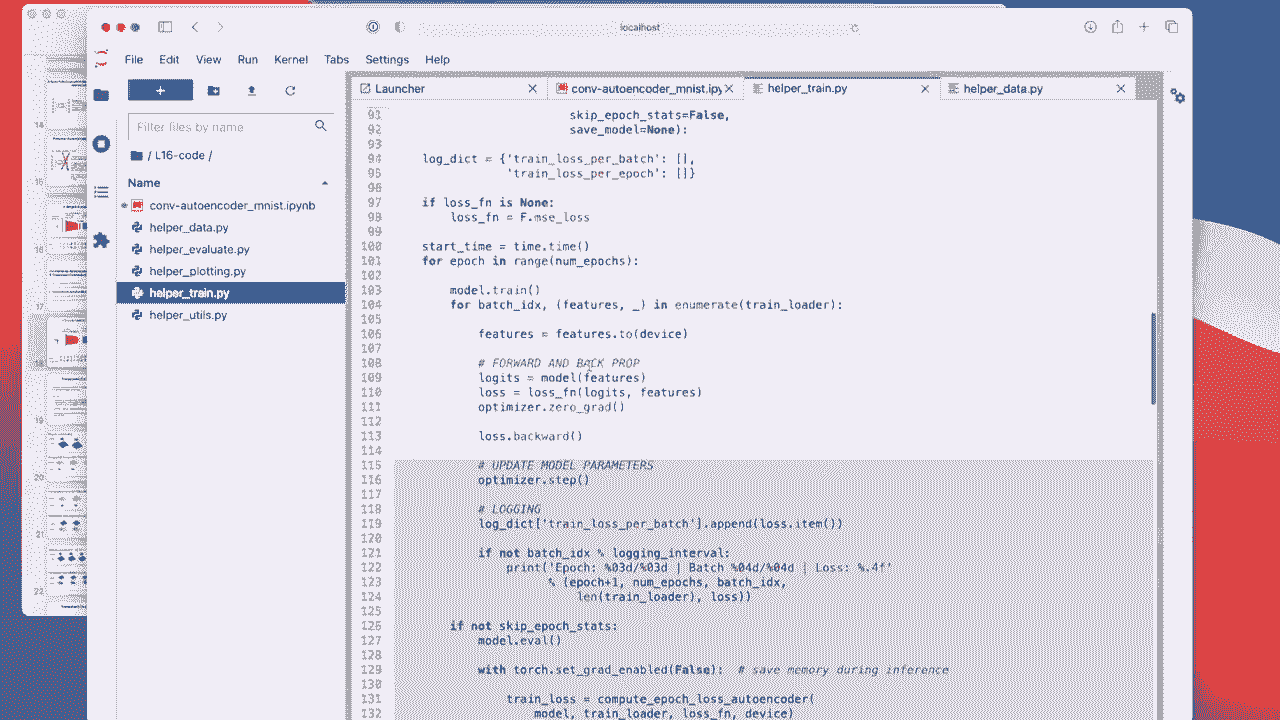 localhost
File Edit View Run Kernel Tabs Settings Help
Launcher
conv-autoencoder_mnist.ipy
helper_train.py
helper_data.py
Filter files by name
/ L16-code /
Name
conv-autoencoder_mnist.ipynb
helper_data.py
helper_evaluate.py
helper_plotting.py
helper_train.py
helper_utils.py
14
15
16
17
18
19
20
21
22
91 skip_epoch_stats=False,
92 save_model=None):
93
94 log_dict = {'train_loss_per_batch': [],
95 'train_loss_per_epoch': []}
96
97 if loss_fn is None:
98 loss_fn = F.mse_loss
99
100 start_time = time.time()
101 for epoch in range(num_epochs):
102
103 model.train()
104 for batch_idx, (features, _) in enumerate(train_loader):
105
106 features = features.to(device)
107
108 # FORWARD AND BACK PROP
109 logits = model(features)
110 loss = loss_fn(logits, features)
111 optimizer.zero_grad()
112
113 loss.backward()
114
115 # UPDATE MODEL PARAMETERS
116 optimizer.step()
117
118 # LOGGING
119 log_dict['train_loss_per_batch'].append(loss.item())
120
121 if not batch_idx % logging_interval:
122 print('Epoch: %03d/%03d | Batch %04d/%04d | Loss: %.4f'
123 % (epoch+1, num_epochs, batch_idx,
124 len(train_loader), loss))
125
126 if not skip_epoch_stats:
127 model.eval()
128
129 with torch.set_grad_enabled(False): # save memory during inference
130
131 train_loss = compute_epoch_loss_autoencoder(
132 model, train_loader, loss_fn, device)